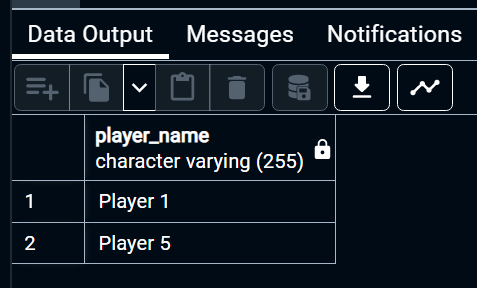 Data Output Messages Notifications
player_name
character varying (255)
1 Player 1
2 Player 5